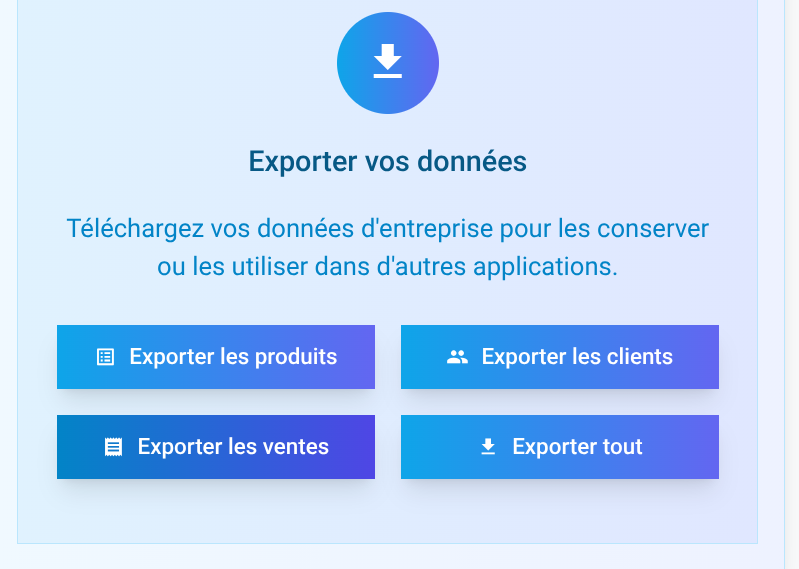 Exporter vos données
Téléchargez vos données d'entreprise pour les conserver
ou les utiliser dans d'autres applications.
Exporter les produits
Exporter les clients
Exporter les ventes
Exporter tout